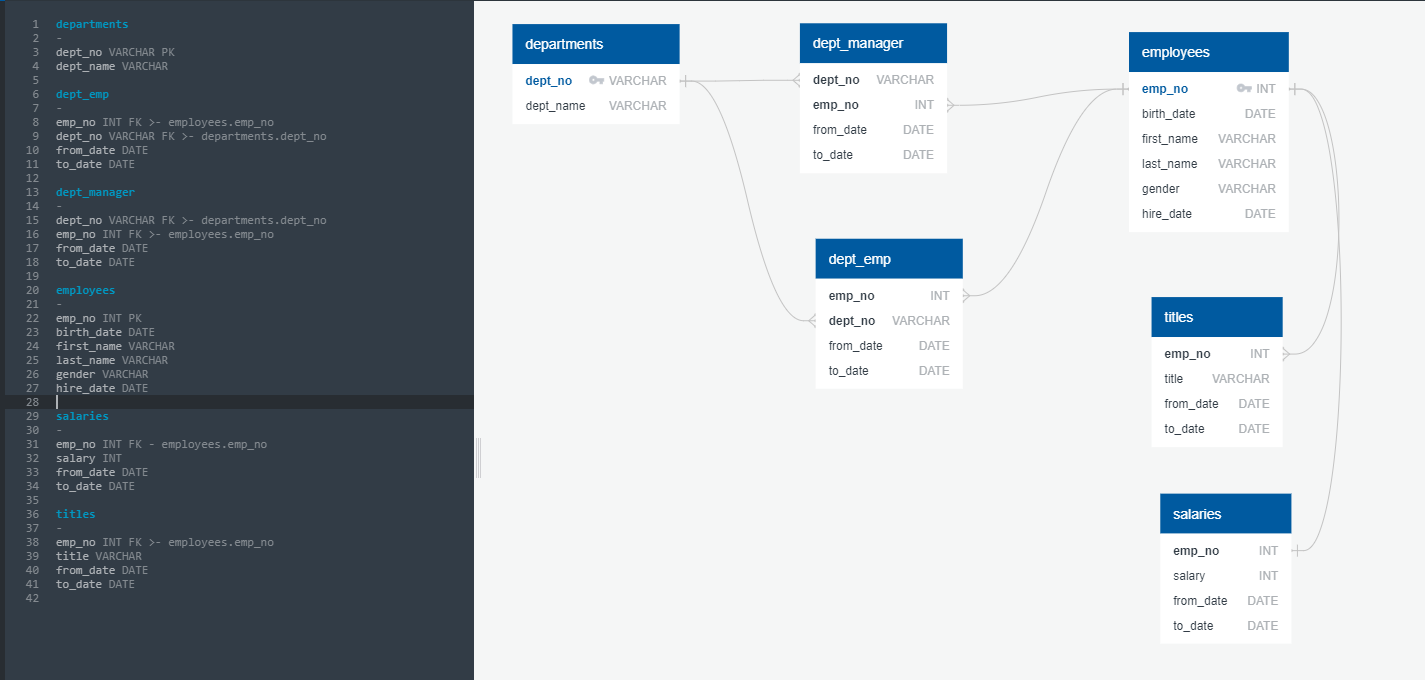 1 departments
2 -
3 dept_no VARCHAR PK
4 dept_name VARCHAR
5
6 dept_emp
7 -
8 emp_no INT FK >- employees.emp_no
9 dept_no VARCHAR FK >- departments.dept_no
10 from_date DATE
11 to_date DATE
12
13 dept_manager
14 -
15 dept_no VARCHAR FK >- departments.dept_no
16 emp_no INT FK >- employees.emp_no
17 from_date DATE
18 to_date DATE
19
20 employees
21 -
22 emp_no INT PK
23 birth_date DATE
24 first_name VARCHAR
25 last_name VARCHAR
26 gender VARCHAR
27 hire_date DATE
28
29 salaries
30 -
31 emp_no INT FK - employees.emp_no
32 salary INT
33 from_date DATE
34 to_date DATE
35
36 titles
37 -
38 emp_no INT FK >- employees.emp_no
39 title VARCHAR
40 from_date DATE
41 to_date DATE
42
departments
dept_no VARCHAR
dept_name VARCHAR
dept_manager
dept_no VARCHAR
emp_no INT
from_date DATE
to_date DATE
employees
emp_no INT
birth_date DATE
first_name VARCHAR
last_name VARCHAR
gender VARCHAR
hire_date DATE
dept_emp
emp_no INT
dept_no VARCHAR
from_date DATE
to_date DATE
titles
emp_no INT
title VARCHAR
from_date DATE
to_date DATE
salaries
emp_no INT
salary INT
from_date DATE
to_date DATE